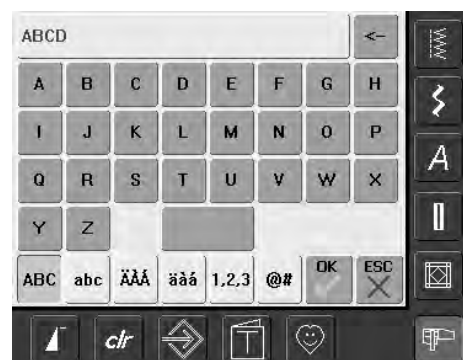 ABCD <-
A B C D E F G H
I J K L M N O P
Q R S T U V W X
Y Z
ABC abc ÄÀÁ äàá 1,2,3 @# OK ESC
A
clr